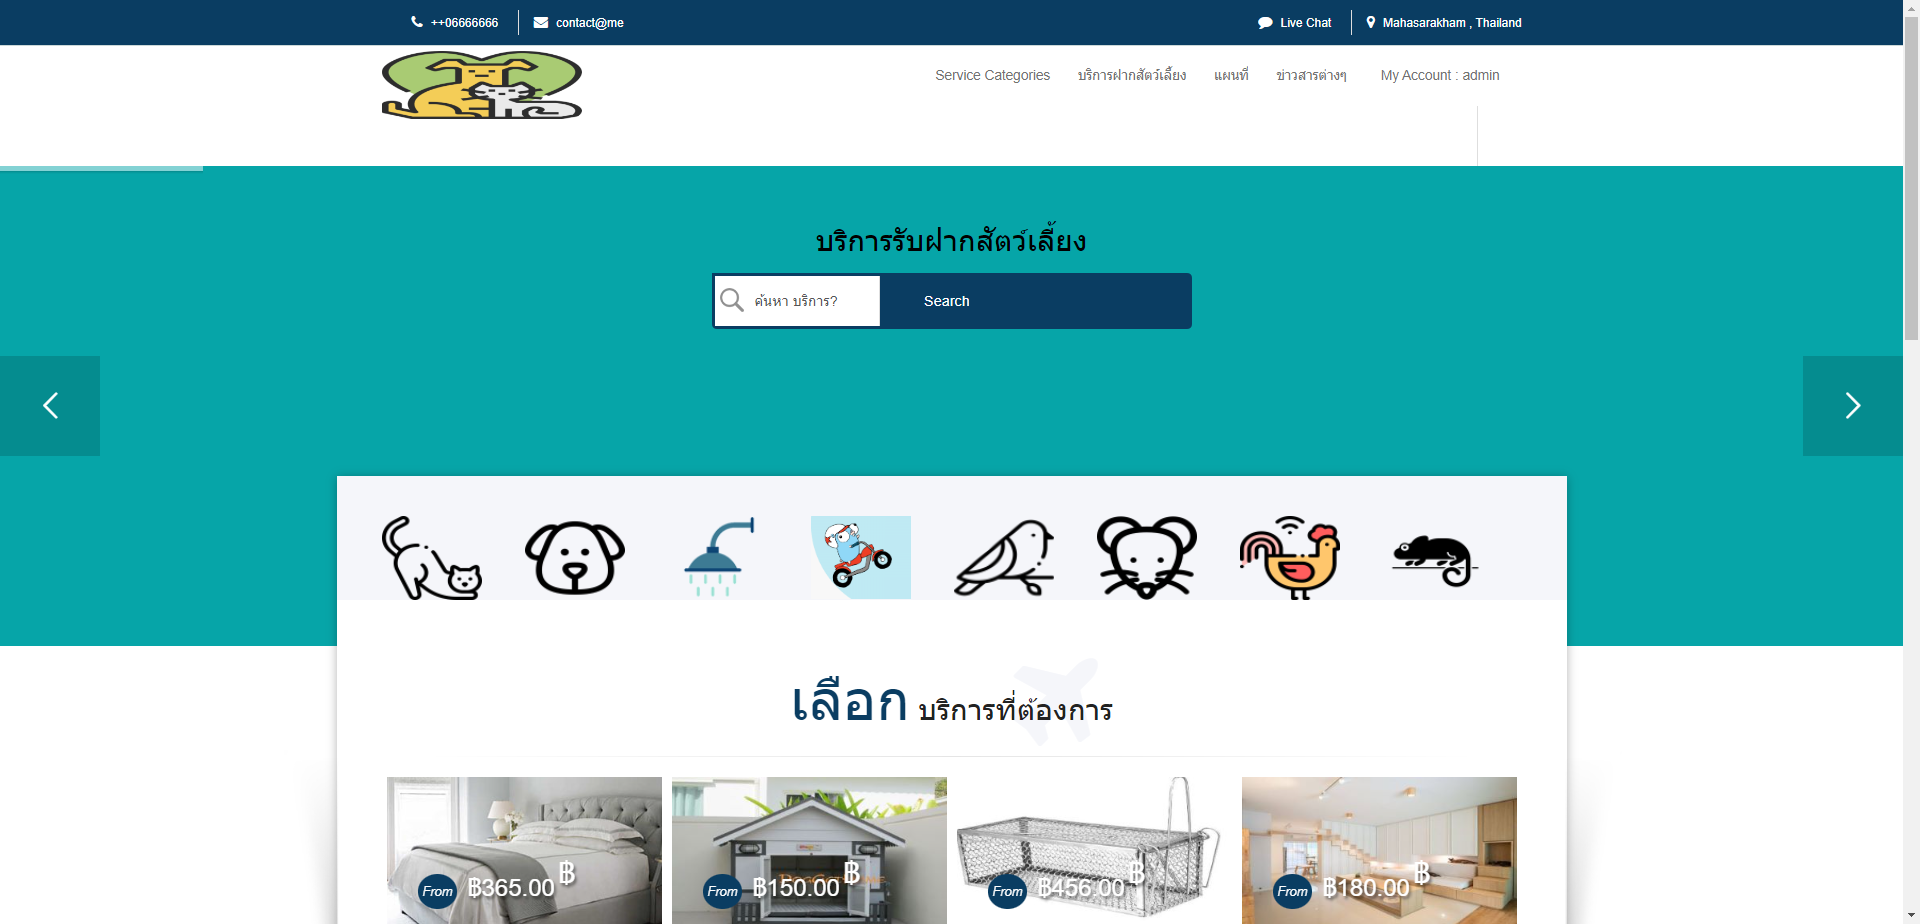 ++06666666
contact@me
Live Chat
Mahasarakham , Thailand
Service Categories
บริการฝากสัตว์เลี้ยง
แผนที่
ข่าวสารต่างๆ
My Account : admin
บริการรับฝากสัตว์เลี้ยง
ค้นหา บริการ?
Search
เลือก บริการที่ต้องการ
From ฿365.00 ฿
From ฿150.00 ฿
From ฿456.00 ฿
From ฿180.00 ฿